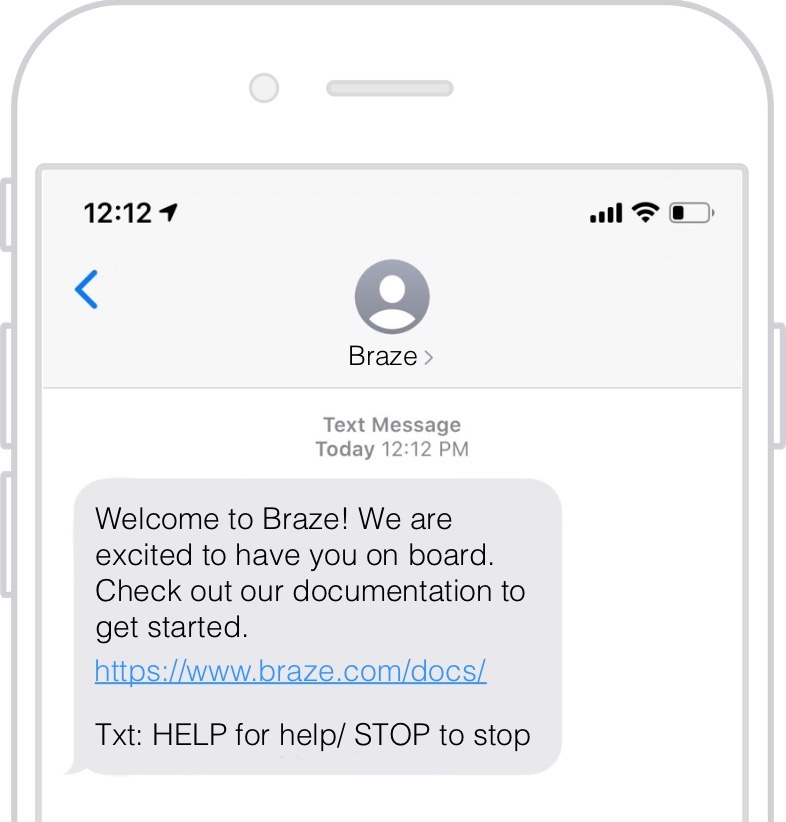 12:12
Braze
Text Message
Today 12:12 PM
Welcome to Braze! We are
excited to have you on board.
Check out our documentation to
get started.
https://www.braze.com/docs/
Txt: HELP for help/ STOP to stop